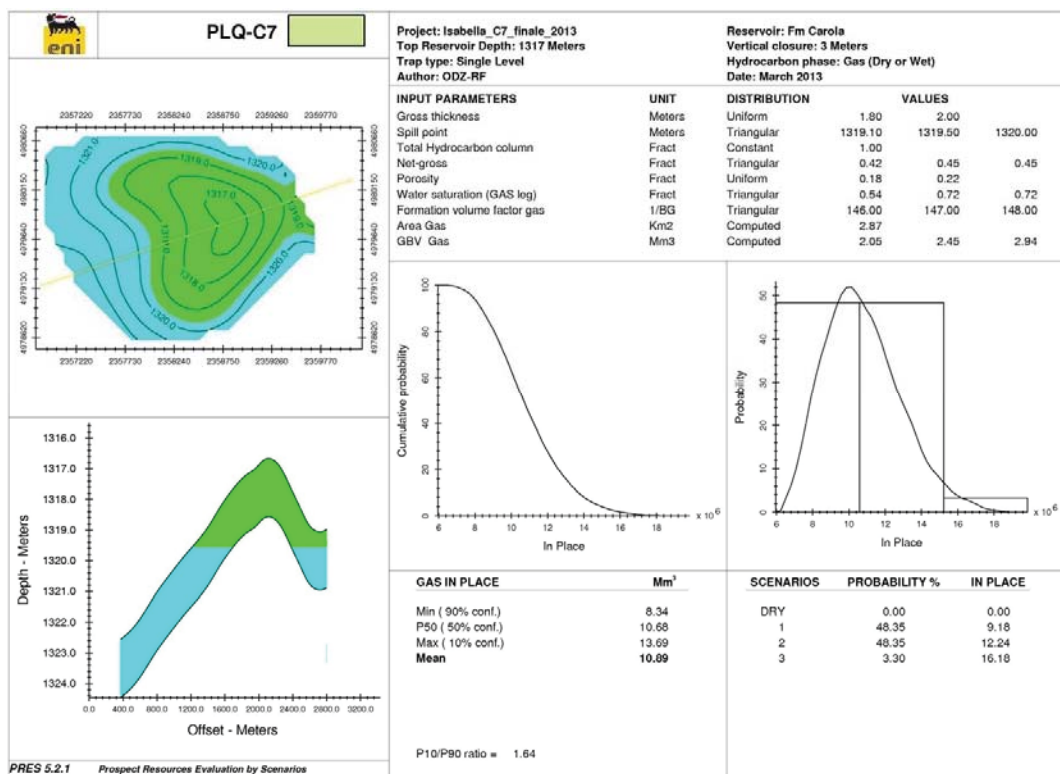 eni
PLQ-C7
Project: Isabella_C7_finale_2013
Top Reservoir Depth: 1317 Meters
Trap type: Single Level
Author: ODZ-RF
Reservoir: Fm Carola
Vertical closure: 3 Meters
Hydrocarbon phase: Gas (Dry or Wet)
Date: March 2013
INPUT PARAMETERS UNIT DISTRIBUTION VALUES
Gross thickness Meters Uniform 1.80 2.00
Spill point Meters Triangular 1319.10 1319.50 1320.00
Total Hydrocarbon column Fract Constant 1.00
Net-gross Fract Triangular 0.42 0.45 0.45
Porosity Fract Uniform 0.18 0.22
Water saturation (GAS leg) Fract Triangular 0.54 0.72 0.72
Formation volume factor gas 1/BG Triangular 146.00 147.00 148.00
Area Gas Km2 Computed 2.87
GBV Gas Mm3 Computed 2.05 2.45 2.94
2357220 2357730 2358240 2358750 2359260 2359770
4980660 4980150 4979640 4979130 4978620
4980660 4980150 4979640 4979130 4978620
1321.0
1319.0
1320.0
1317.0
1319.0
1318.0
1320.0
1320.0
2357220 2357730 2358240 2358750 2359260 2359770
1316.0
1317.0
1318.0
1319.0
1320.0
1321.0
1322.0
1323.0
1324.0
Depth - Meters
0.0 400.0 800.0 1200.0 1600.0 2000.0 2400.0 2800.0 3200.0
Offset - Meters
100
80
60
40
20
0
Cumulative probability
6 8 10 12 14 16 18 x 10⁶
In Place
50
40
30
20
10
0
Probability
6 8 10 12 14 16 18 x 10⁶
In Place
GAS IN PLACE Mm³
Min ( 90% conf.) 8.34
P50 ( 50% conf.) 10.68
Max ( 10% conf.) 13.69
Mean 10.89
P10/P90 ratio = 1.64
SCENARIOS PROBABILITY % IN PLACE
DRY 0.00 0.00
1 48.35 9.18
2 48.35 12.24
3 3.30 16.18
PRES 5.2.1 Prospect Resources Evaluation by Scenarios